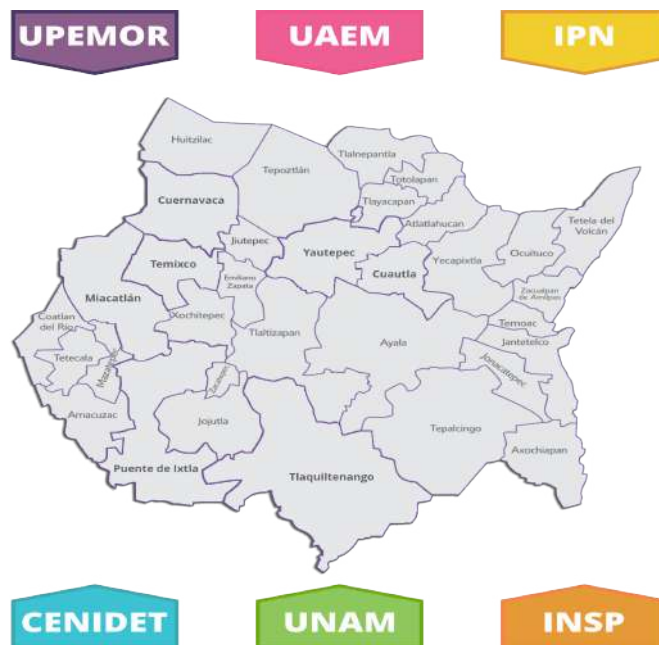 UPEMOR
UAEM
IPN
Huitzilac
Tlalnepantla
Tepoztlán
Totolapan
Tlayacapan
Cuernavaca
Atlatlahucan
Tetela del
Volcán
Jiutepec
Yautepec
Yecapixtla
Ocuituco
Temixco
Emiliano
Zapata
Cuautla
Miacatlán
Zacualpan
de Amilpas
Coatlan
del Río
Xochitepec
Temoac
Tlaltizapan
Ayala
Jantetelco
Tetecala
Mazatepec
Jonacatepec
Zacatepec
Amacuzac
Jojutla
Tepalcingo
Axochiapan
Puente de Ixtla
Tlaquiltenango
CENIDET
UNAM
INSP